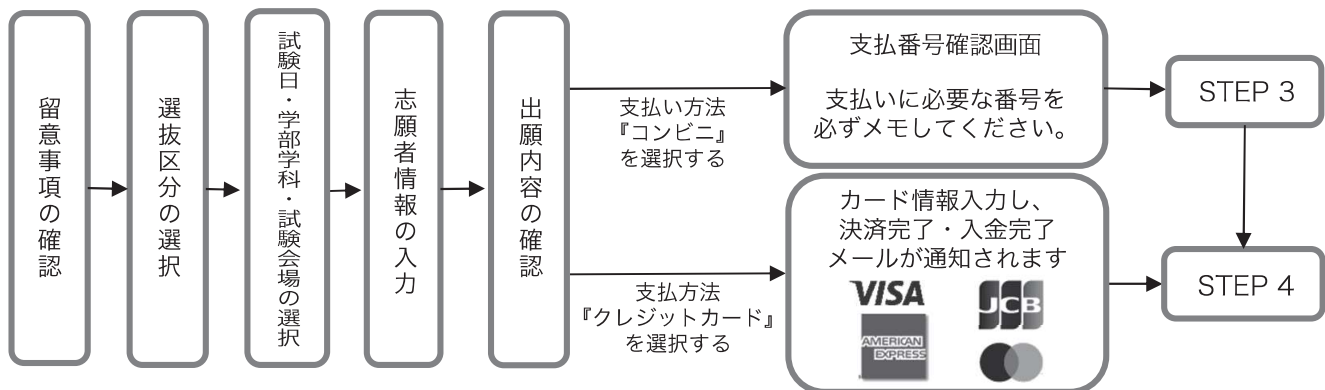 留意事項の確認
選抜区分の選択
試験日・学部学科・試験会場の選択
志願者情報の入力
出願内容の確認
支払い方法
『コンビニ』
を選択する
支払番号確認画面
支払いに必要な番号を
必ずメモしてください。
STEP 3
支払方法
『クレジットカード』
を選択する
カード情報入力し、
決済完了・入金完了
メールが通知されます
VISA
JCB
AMERICAN
EXPRESS
STEP 4